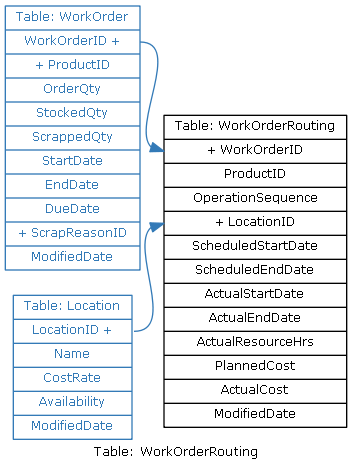 Table: WorkOrder
WorkOrderID +
+ ProductID
OrderQty
StockedQty
ScrappedQty
StartDate
EndDate
DueDate
+ ScrapReasonID
ModifiedDate
Table: WorkOrderRouting
+ WorkOrderID
ProductID
OperationSequence
+ LocationID
ScheduledStartDate
ScheduledEndDate
ActualStartDate
ActualEndDate
ActualResourceHrs
PlannedCost
ActualCost
ModifiedDate
Table: Location
LocationID +
Name
CostRate
Availability
ModifiedDate
Table: WorkOrderRouting